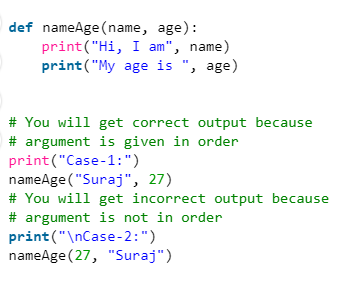 def nameAge(name, age):
    print("Hi, I am", name)
    print("My age is ", age)
# You will get correct output because
# argument is given in order
print("Case-1:")
nameAge("Suraj", 27)
# You will get incorrect output because
# argument is not in order
print("\nCase-2:")
nameAge(27, "Suraj")